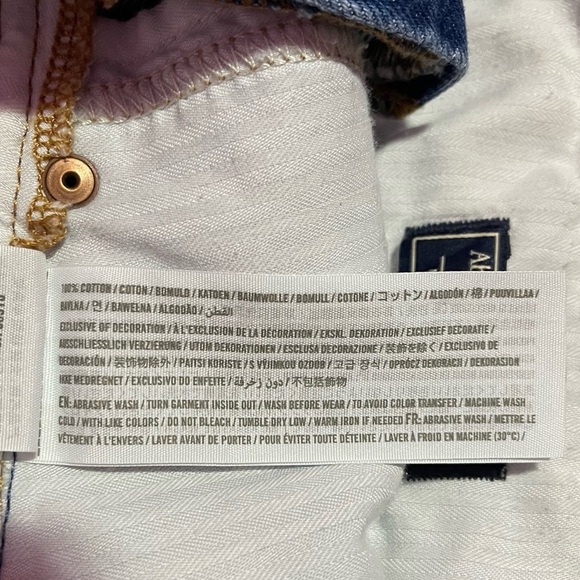 100% COTTON / COTON / BOMULD / KATOEN / BAUMWOLLE / BOMULL / COTONE / コットン / ALGODÓN / 棉 / PUUVILLAA /
BAVLNA / 면 / BAWEŁNA / ALGODÃO / القطن
EXCLUSIVE OF DECORATION / À L'EXCLUSION DE LA DÉCORATION / EKSKL. DEKORATION / EXCLUSIEF DECORATIE /
AUSSCHLIESSLICH VERZIERUNG / UTOM DEKORATIONEN / ESCLUSA DECORAZIONE / 装飾を除く / EXCLUSIVO DE
DECORACIÓN / 装饰物除外 / PAITSI KORISTE / S VÝJIMKOU OZDOB / 고급 장식 / OPRÓCZ DEKORACH / DEKORASJON
IKKE MEDREGNET / EXCLUSIVO DO ENFEITE / دون زخرفة / 不包括飾物
EN: ABRASIVE WASH / TURN GARMENT INSIDE OUT / WASH BEFORE WEAR / TO AVOID COLOR TRANSFER / MACHINE WASH
COLD / WITH LIKE COLORS / DO NOT BLEACH / TUMBLE DRY LOW / WARM IRON IF NEEDED FR: ABRASIVE WASH / METTRE LE
VÊTEMENT À L'ENVERS / LAVER AVANT DE PORTER / POUR ÉVITER TOUTE DÉTEINTE / LAVER À FROID EN MACHINE (30°C) /